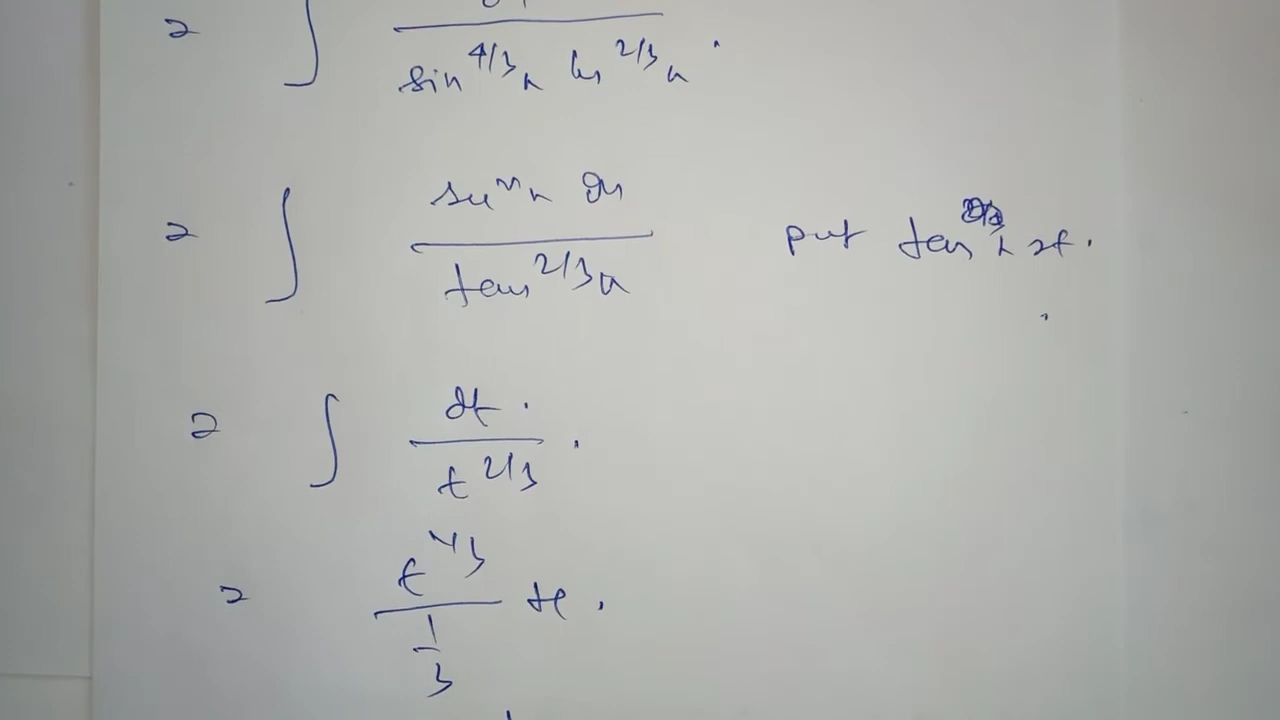 = ∫ / sin^{4/3}x cos^{2/3}x .
= ∫ sec²x dx / tan^{2/3}x put tan x = t.
= ∫ dt / t^{2/3} .
= t^{1/3} / (1/3) + c .